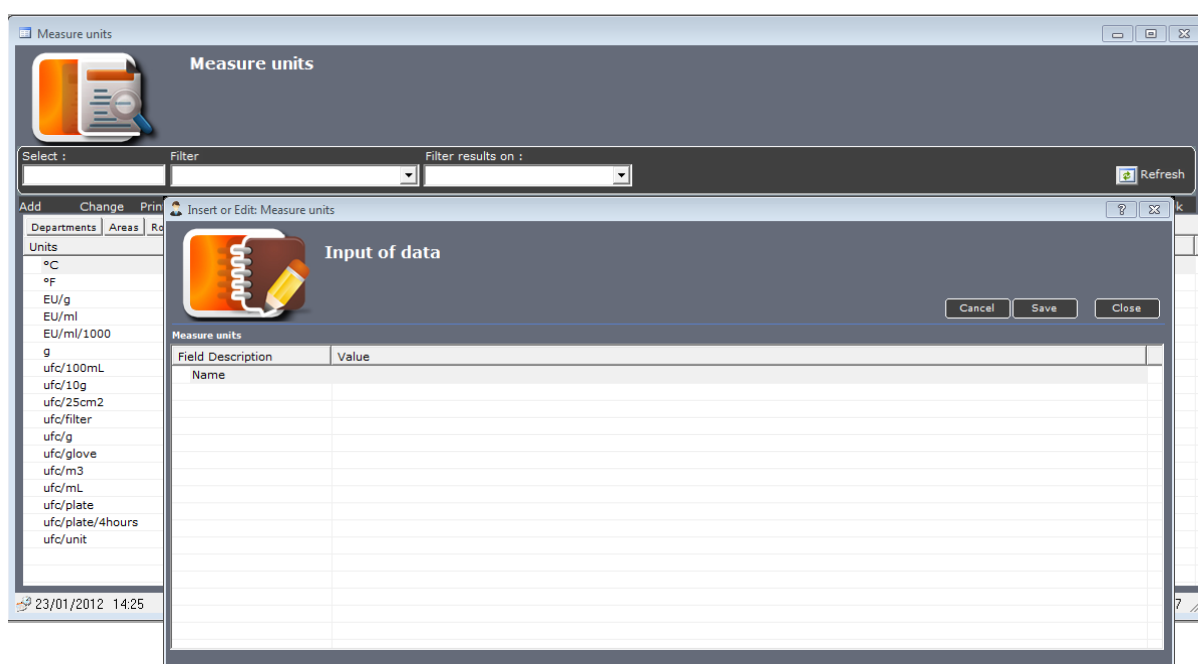 Measure units
Measure units
Select :
Filter
Filter results on :
Refresh
Add Change
Insert or Edit: Measure units
Departments Areas
Input of data
Units
°C
°F
EU/g
EU/ml
EU/ml/1000
g
ufc/100mL
ufc/10g
ufc/25cm2
ufc/filter
ufc/g
ufc/glove
ufc/m3
ufc/mL
ufc/plate
ufc/plate/4hours
ufc/unit
Cancel Save Close
Measure units
Field Description Value
Name
23/01/2012 14:25